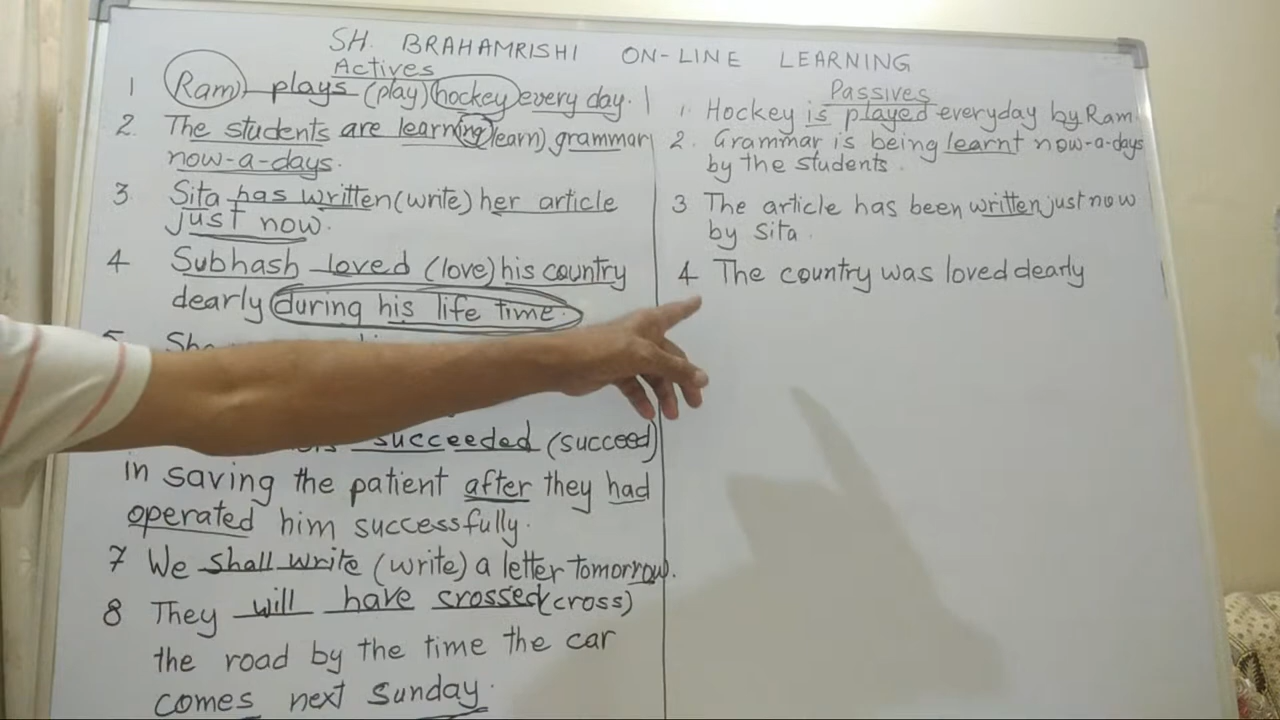 SH. BRAHAMRISHI ON-LINE LEARNING
Actives
1 Ram plays (play) hockey every day.
2. The students are learning (learn) grammar
now-a-days.
3. Sita has written (write) her article
just now.
4 Subhash loved (love) his country
dearly during his life time.
5. She
succeeded (succeed)
in saving the patient after they had
operated him successfully.
7 We shall write (write) a letter tomorrow.
8 They will have crossed (cross)
the road by the time the car
comes next Sunday.
Passives
1. Hockey is played everyday by Ram.
2. Grammar is being learnt now-a-days
by the students.
3 The article has been written just now
by Sita.
4 The country was loved dearly